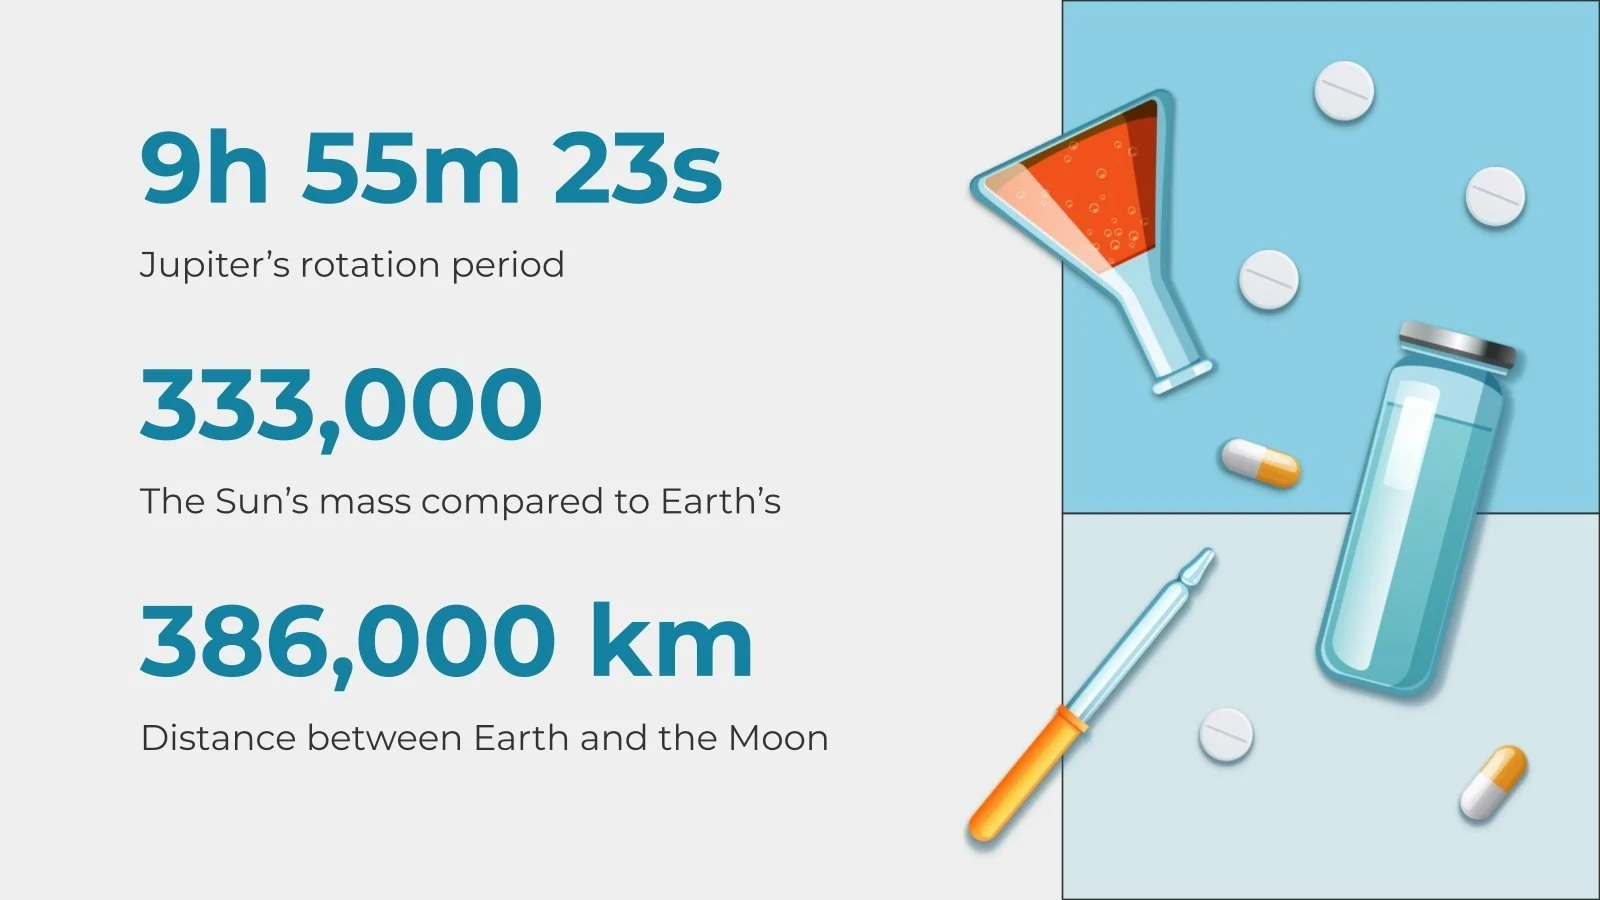 9h 55m 23s
Jupiter’s rotation period
333,000
The Sun’s mass compared to Earth’s
386,000 km
Distance between Earth and the Moon